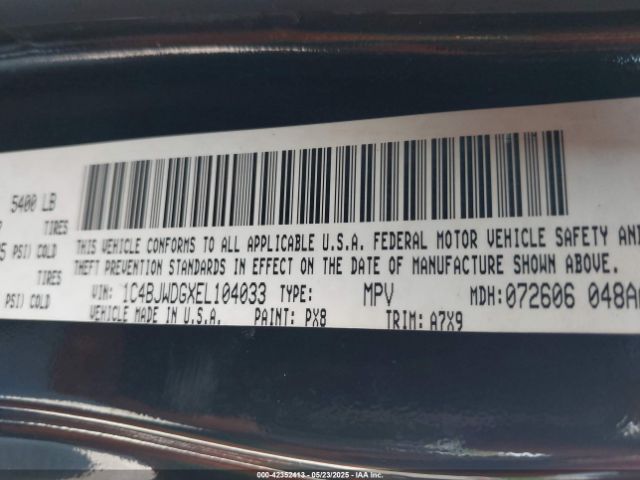 5400 LB
TIRES
PSI) COLD
TIRES
PSI) COLD
THIS VEHICLE CONFORMS TO ALL APPLICABLE U.S.A. FEDERAL MOTOR VEHICLE SAFETY AND
THEFT PREVENTION STANDARDS IN EFFECT ON THE DATE OF MANUFACTURE SHOWN ABOVE.
VIN: 1C4BJWDGXEL104033 TYPE: MPV MDH: 072606 048A
VEHICLE MADE IN U.S.A. PAINT: PX8 TRIM: A7X9
000-42352413 - 05/23/2025 - IAAI.COM